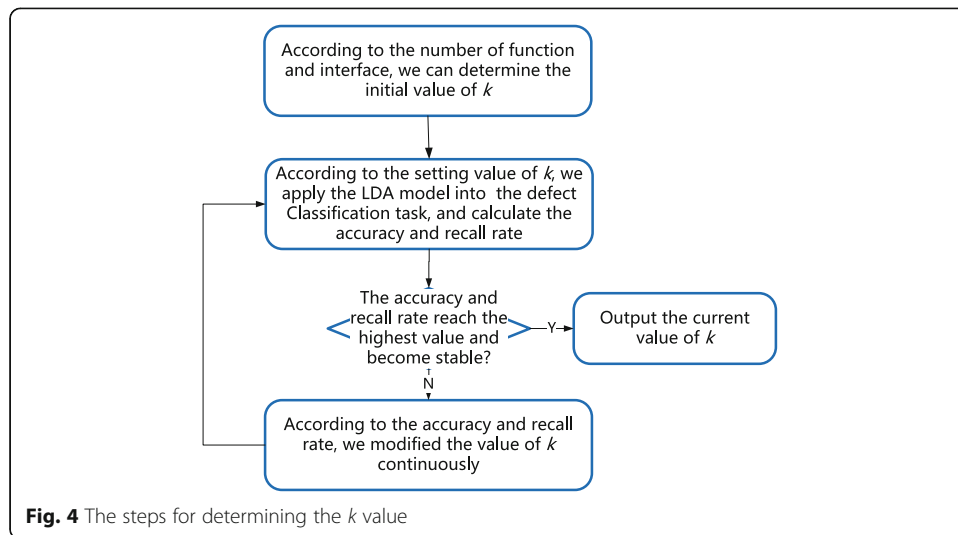 According to the number of function
and interface, we can determine the
initial value of k
According to the setting value of k, we
apply the LDA model into the defect
Classification task, and calculate the
accuracy and recall rate
The accuracy and
recall rate reach the
highest value and
become stable?
Y
Output the current
value of k
N
According to the accuracy and recall
rate, we modified the value of k
continuously
Fig. 4 The steps for determining the k value